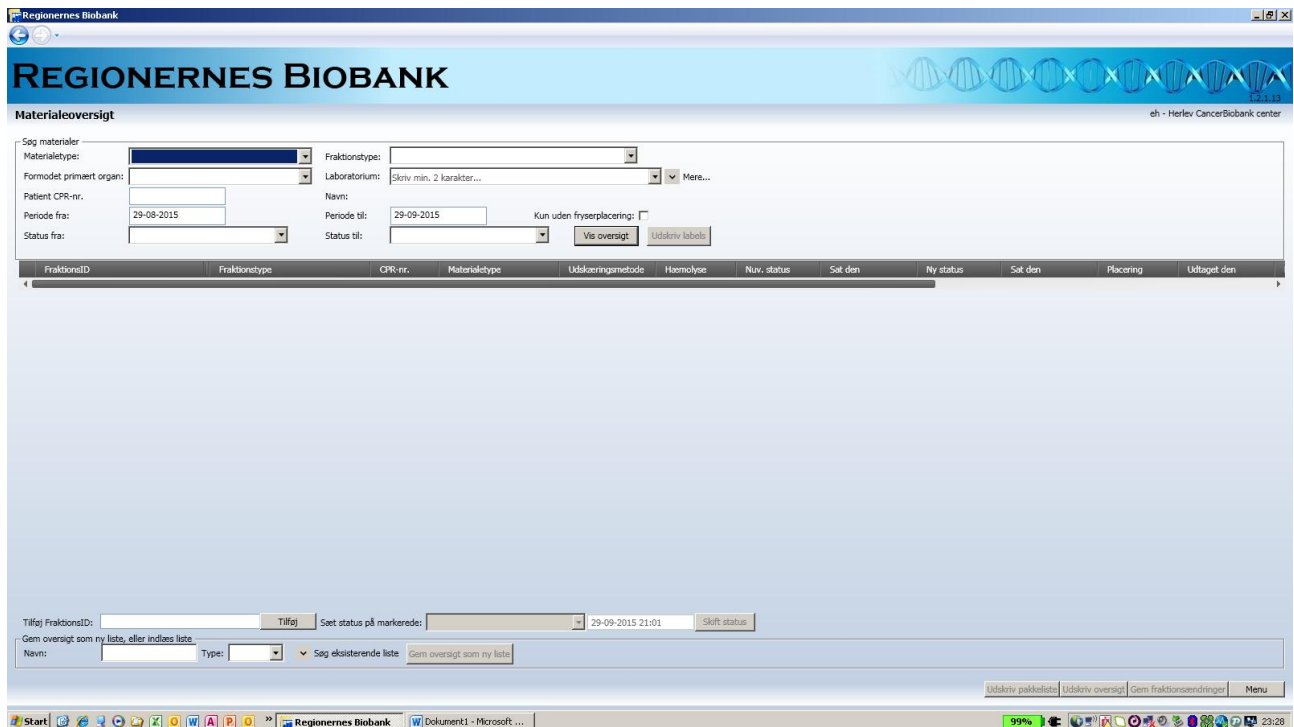 Regionernes Biobank
REGIONERNES BIOBANK
1.2.1.13
Materialeoversigt
eh - Herlev CancerBiobank center
Søg materialer
Materialetype: Fraktionstype:
Formodet primært organ: Laboratorium: Skriv min. 2 karakter... Mere...
Patient CPR-nr. Navn:
Periode fra: 29-08-2015 Periode til: 29-09-2015 Kun uden fryserplacering:
Status fra: Status til: Vis oversigt Udskriv labels
FraktionsID Fraktionstype CPR-nr. Materialetype Udskæringsmetode Hæmolyse Nuv. status Sat den Ny status Sat den Placering Udtaget den
Tilføj FraktionsID: Tilføj Sæt status på markerede: 29-09-2015 21:01 Skift status
Gem oversigt som ny liste, eller indlæs liste
Navn: Type: Søg eksisterende liste Gem oversigt som ny liste
Udskriv pakkeliste Udskriv oversigt Gem fraktionsændringer Menu
Start Regionernes Biobank Dokument1 - Microsoft ... 99% 23:28